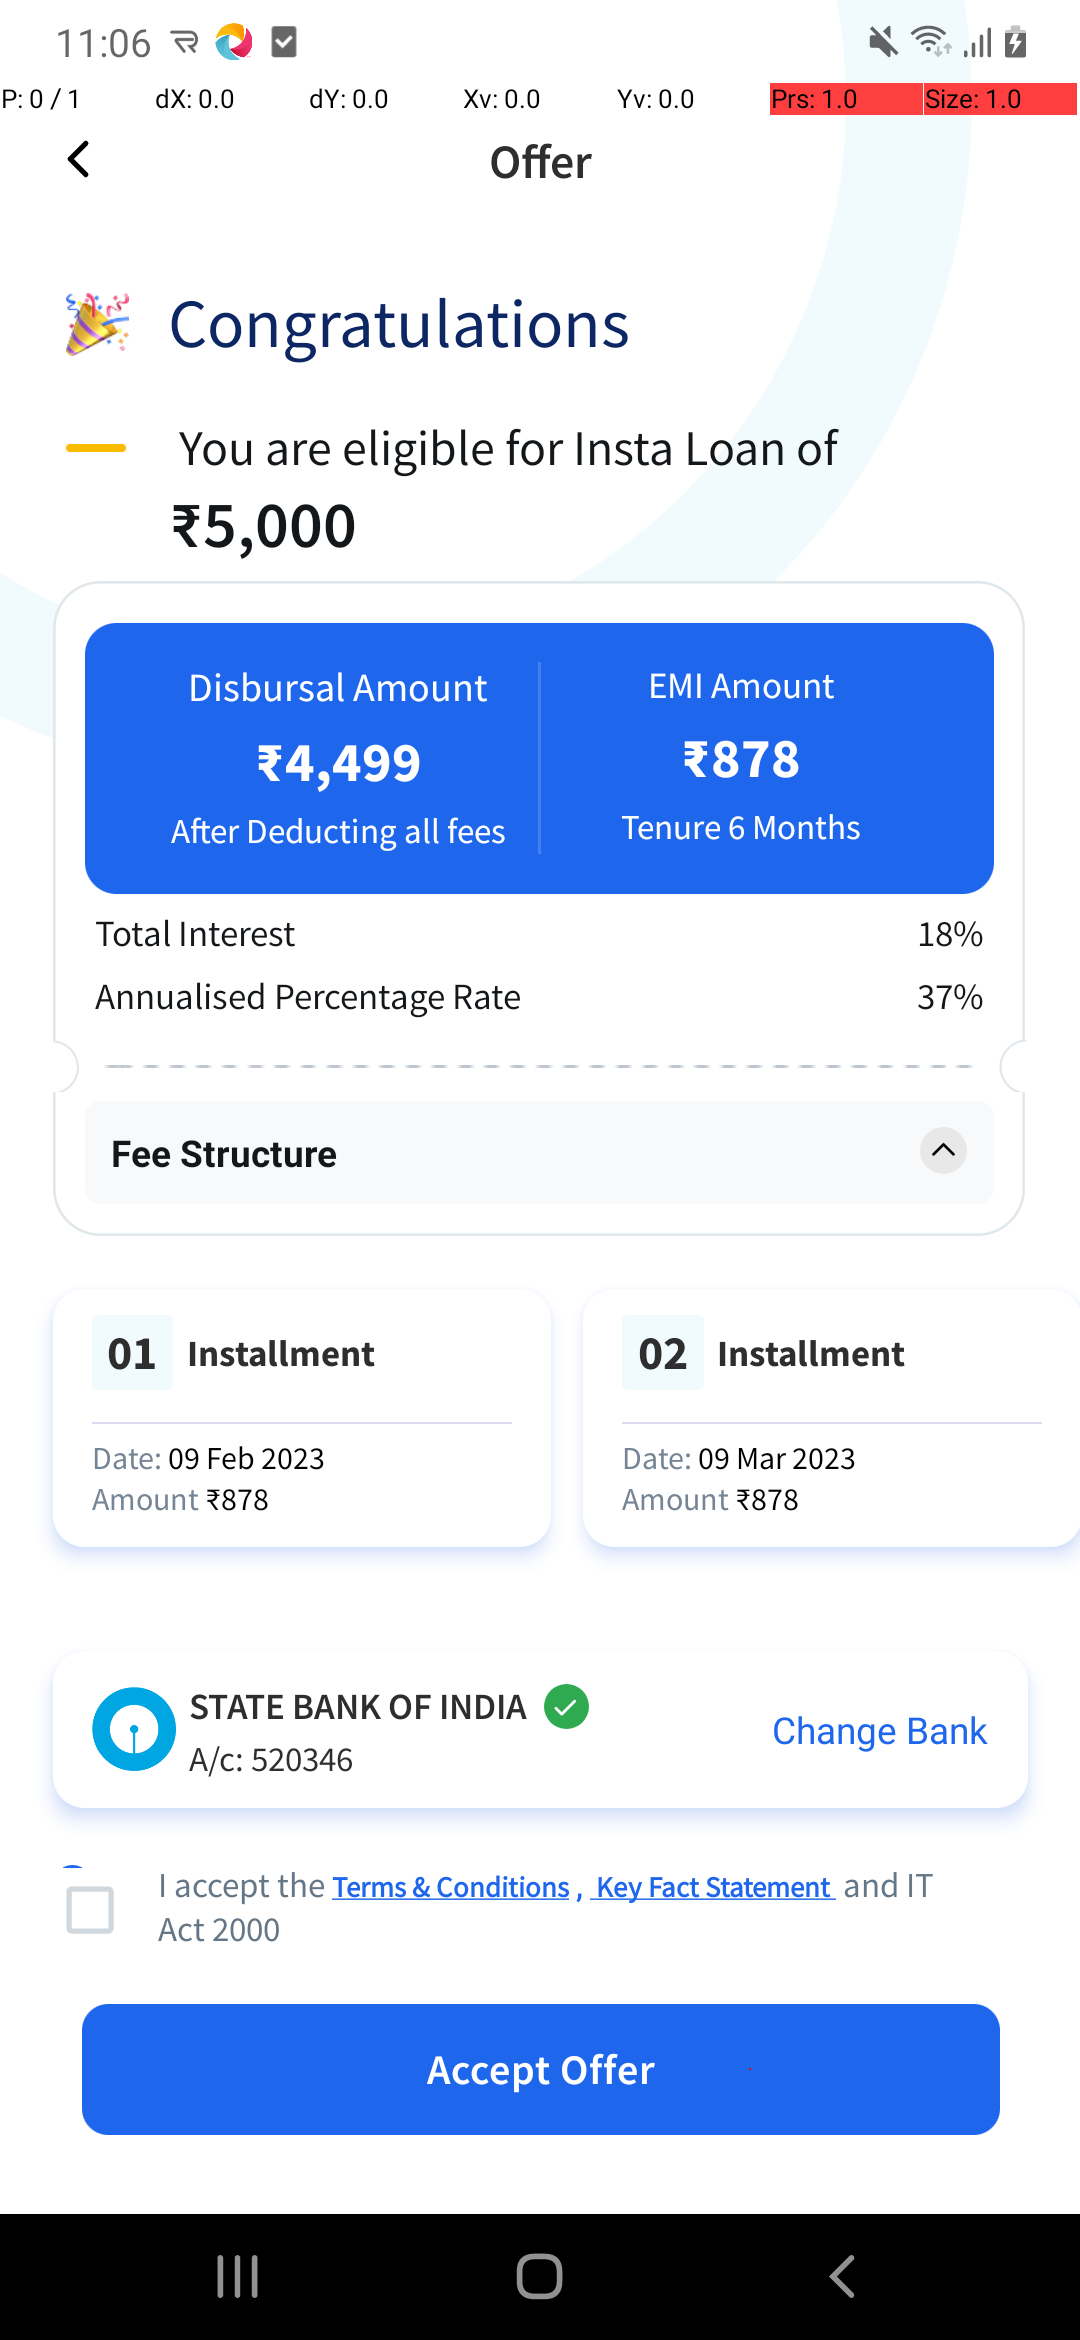 11:06
P: 0 / 1 dX: 0.0 dY: 0.0 Xv: 0.0 Yv: 0.0 Prs: 1.0 Size: 1.0
Offer
Congratulations
You are eligible for Insta Loan of
₹5,000
Disbursal Amount
₹4,499
After Deducting all fees
EMI Amount
₹878
Tenure 6 Months
Total Interest 18%
Annualised Percentage Rate 37%
Fee Structure
01 Installment
Date: 09 Feb 2023
Amount ₹878
02 Installment
Date: 09 Mar 2023
Amount ₹878
STATE BANK OF INDIA
A/c: 520346
Change Bank
I accept the Terms & Conditions , Key Fact Statement and IT
Act 2000
Accept Offer